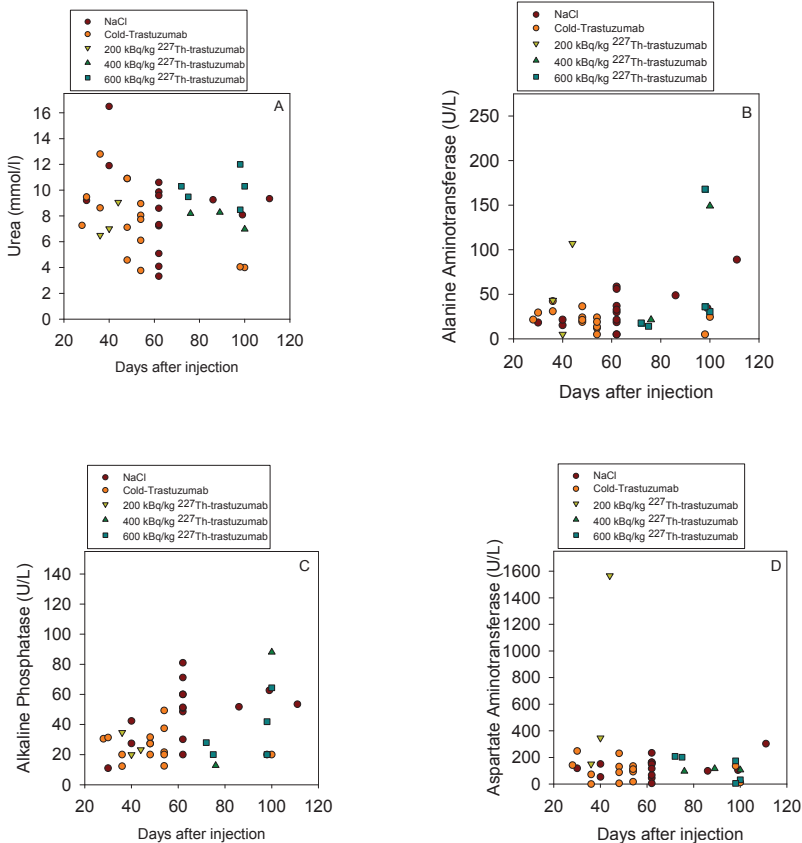 NaCl
Cold-Trastuzumab
200 kBq/kg 227Th-trastuzumab
400 kBq/kg 227Th-trastuzumab
600 kBq/kg 227Th-trastuzumab
A
Urea (mmol/l)
16
14
12
10
8
6
4
2
0
20 40 60 80 100 120
Days after injection
NaCl
Cold-Trastuzumab
200 kBq/kg 227Th-trastuzumab
400 kBq/kg 227Th-trastuzumab
600 kBq/kg 227Th-trastuzumab
B
Alanine Aminotransferase (U/L)
250
200
150
100
50
0
20 40 60 80 100 120
Days after injection
NaCl
Cold-Trastuzumab
200 kBq/kg 227Th-trastuzumab
400 kBq/kg 227Th-trastuzumab
600 kBq/kg 227Th-trastuzumab
C
Alkaline Phosphatase (U/L)
140
120
100
80
60
40
20
0
20 40 60 80 100 120
Days after injection
NaCl
Cold-Trastuzumab
200 kBq/kg 227Th-trastuzumab
400 kBq/kg 227Th-trastuzumab
600 kBq/kg 227Th-trastuzumab
D
Aspartate Aminotransferase (U/L)
1600
1400
1200
1000
800
600
400
200
0
20 40 60 80 100 120
Days after injection